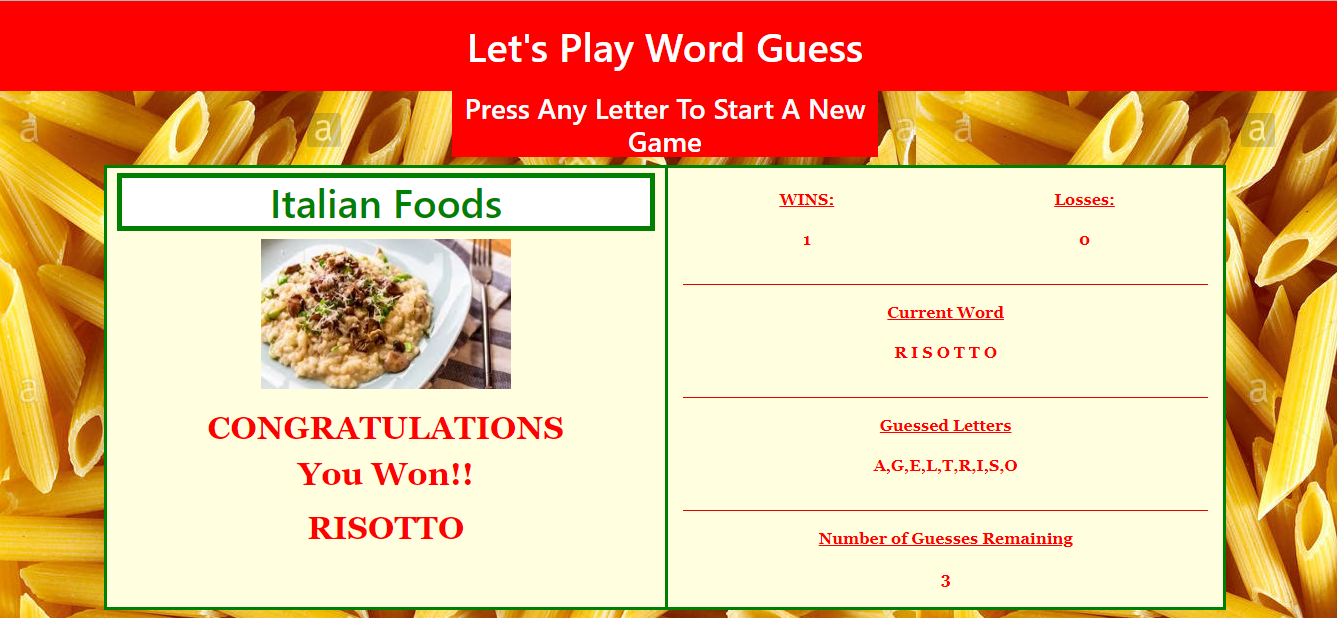 Let's Play Word Guess
Press Any Letter To Start A New
Game
Italian Foods
CONGRATULATIONS
You Won!!
RISOTTO
WINS:
1
Losses:
0
Current Word
R I S O T T O
Guessed Letters
A,G,E,L,T,R,I,S,O
Number of Guesses Remaining
3
a
a
a
a
a
a
a